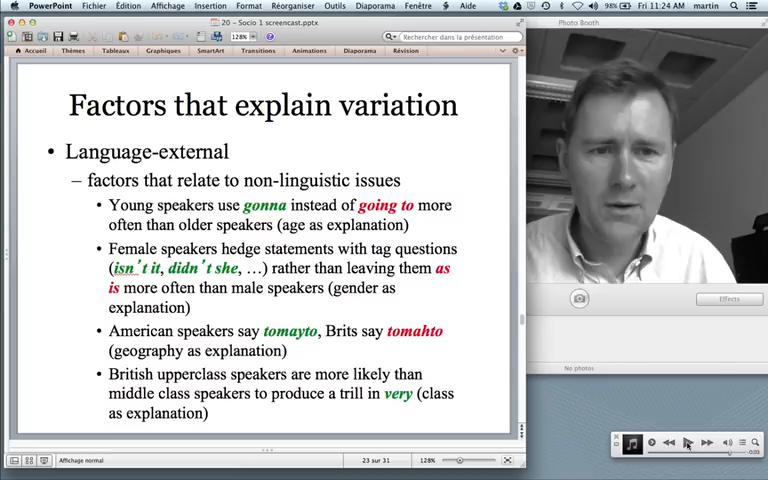 PowerPoint Fichier Édition Affichage Insertion Format Réorganiser Outils Diaporama Fenêtre Aide 98% Fri 11:24 AM martin
20 – Socio 1 screencast.pptx
Photo Booth
128% Rechercher dans la présentation
Accueil Thèmes Tableaux Graphiques SmartArt Transitions Animations Diaporama Révision
Factors that explain variation
• Language-external
– factors that relate to non-linguistic issues
• Young speakers use gonna instead of going to more
often than older speakers (age as explanation)
• Female speakers hedge statements with tag questions
(isn't it, didn't she, …) rather than leaving them as
is more often than male speakers (gender as
explanation)
• American speakers say tomayto, Brits say tomahto
(geography as explanation)
• British upperclass speakers are more likely than
middle class speakers to produce a trill in very (class
as explanation)
Effects
No photos
-0:03
Affichage normal 23 sur 31 128%